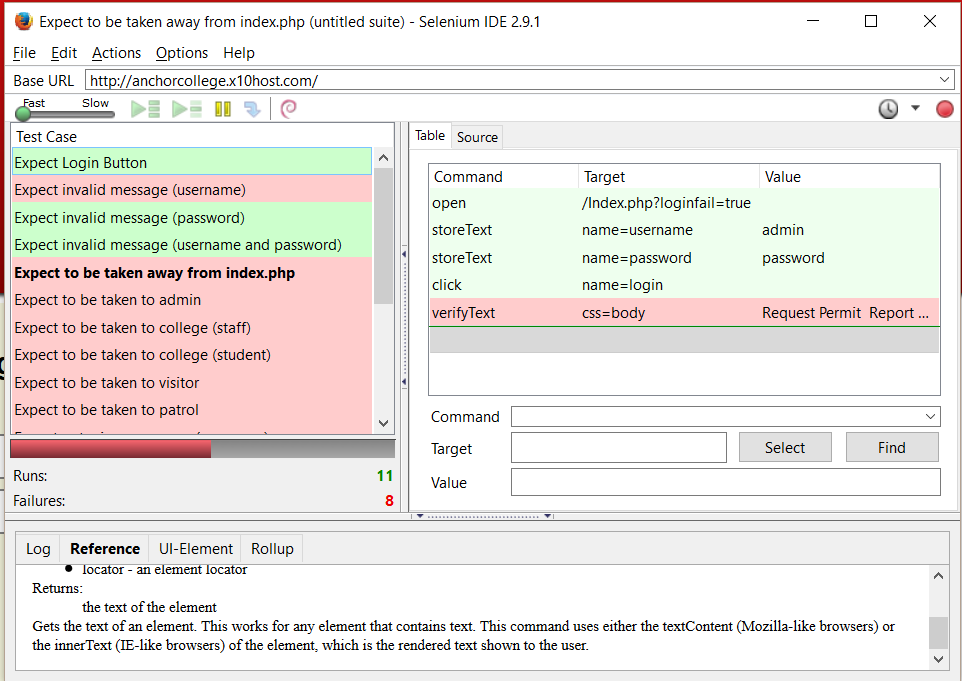 Expect to be taken away from index.php (untitled suite) - Selenium IDE 2.9.1
File Edit Actions Options Help
Base URL http://anchorcollege.x10host.com/
Fast Slow
Test Case
Expect Login Button
Expect invalid message (username)
Expect invalid message (password)
Expect invalid message (username and password)
Expect to be taken away from index.php
Expect to be taken to admin
Expect to be taken to college (staff)
Expect to be taken to college (student)
Expect to be taken to visitor
Expect to be taken to patrol
Runs: 11
Failures: 8
Table Source
Command Target Value
open /Index.php?loginfail=true
storeText name=username admin
storeText name=password password
click name=login
verifyText css=body Request Permit Report ...
Command
Target Select Find
Value
Log Reference UI-Element Rollup
locator - an element locator
Returns:
the text of the element
Gets the text of an element. This works for any element that contains text. This command uses either the textContent (Mozilla-like browsers) or
the innerText (IE-like browsers) of the element, which is the rendered text shown to the user.